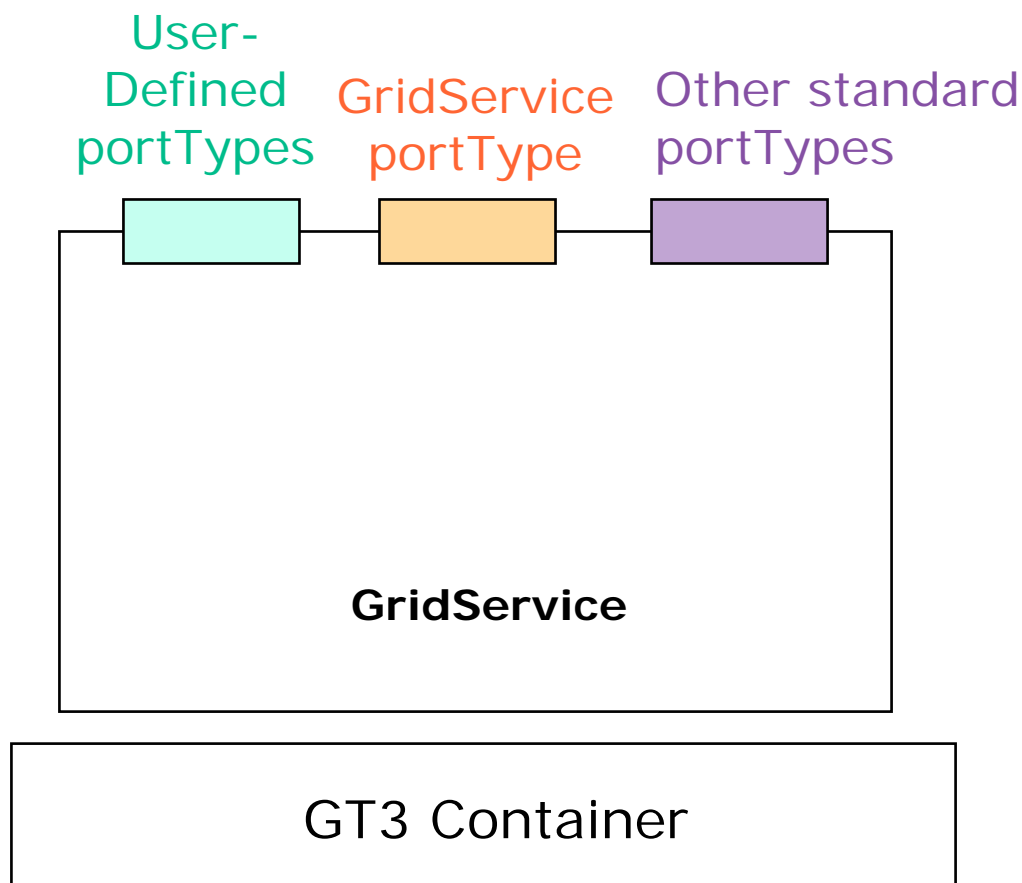 User-
Defined
portTypes
GridService
portType
Other standard
portTypes
GridService
GT3 Container